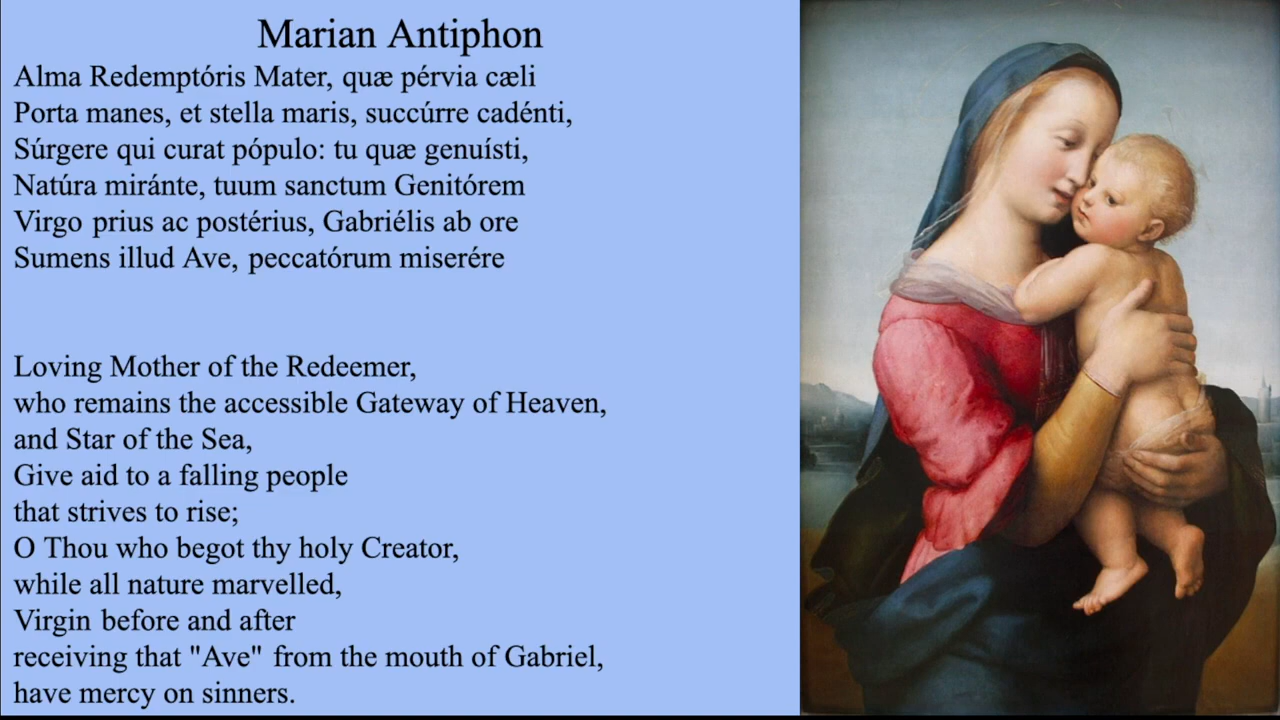 Marian Antiphon
Alma Redemptóris Mater, quæ pérvia cæli
Porta manes, et stella maris, succúrre cadénti,
Súrgere qui curat pópulo: tu quæ genuísti,
Natúra miránte, tuum sanctum Genitórem
Virgo prius ac postérius, Gabriélis ab ore
Sumens illud Ave, peccatórum miserére
Loving Mother of the Redeemer,
who remains the accessible Gateway of Heaven,
and Star of the Sea,
Give aid to a falling people
that strives to rise;
O Thou who begot thy holy Creator,
while all nature marvelled,
Virgin before and after
receiving that "Ave" from the mouth of Gabriel,
have mercy on sinners.